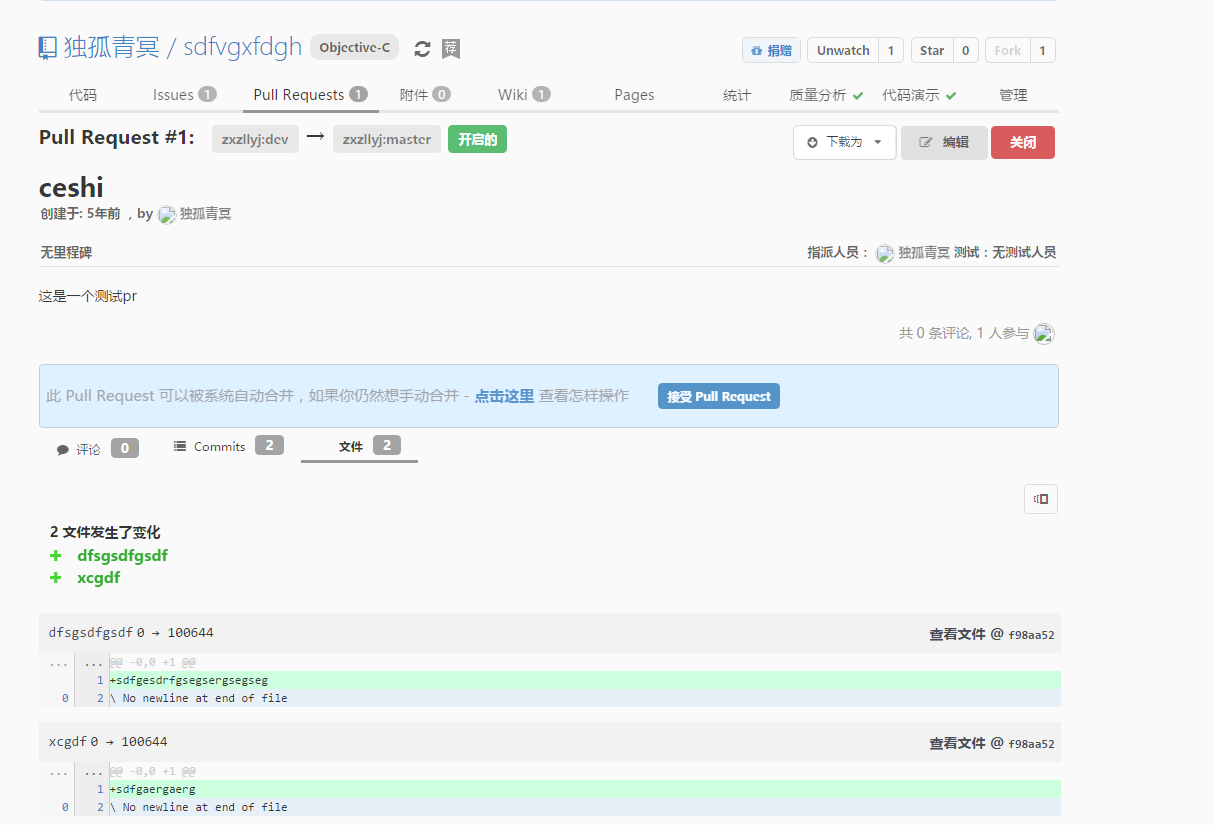 独孤青冥 / sdfvgxfdgh Objective-C 荐 捐赠 Unwatch 1 Star 0 Fork 1
代码 Issues 1 Pull Requests 1 附件 0 Wiki 1 Pages 统计 质量分析 代码演示 管理
Pull Request #1: zxzllyj:dev → zxzllyj:master 开启的 下载为 编辑 关闭
ceshi
创建于: 5年前 , by 独孤青冥
无里程碑 指派人员： 独孤青冥 测试：无测试人员
这是一个测试pr
共 0 条评论, 1 人参与
此 Pull Request 可以被系统自动合并，如果你仍然想手动合并 - 点击这里 查看怎样操作 接受 Pull Request
评论 0 Commits 2 文件 2
2 文件发生了变化
+ dfsgsdfgsdf
+ xcgdf
dfsgsdfgsdf 0 → 100644 查看文件 @ f98aa52
... ... @@ -0,0 +1 @@
1 +sdfgesdrfgsegsergsegseg
0 2 \ No newline at end of file
xcgdf 0 → 100644 查看文件 @ f98aa52
... ... @@ -0,0 +1 @@
1 +sdfgaergaerg
0 2 \ No newline at end of file